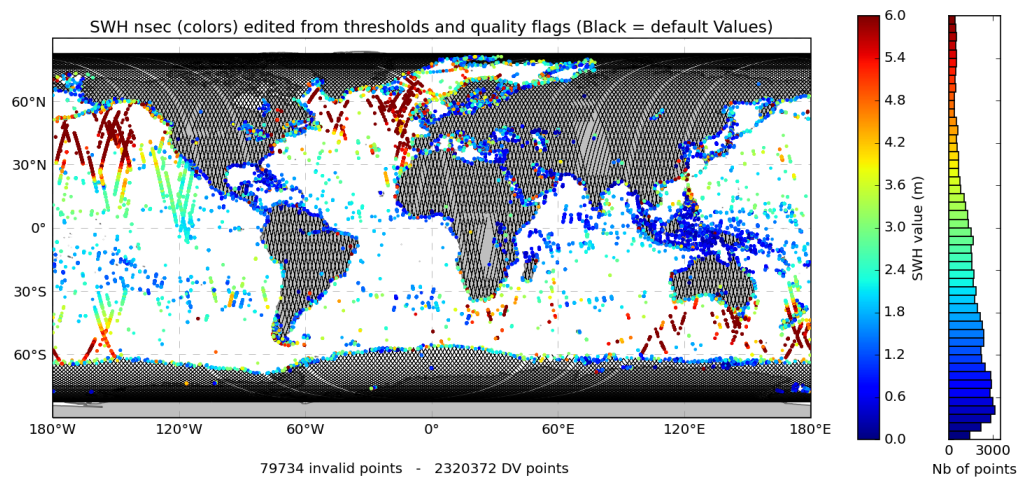 SWH nsec (colors) edited from thresholds and quality flags (Black = default Values)
60°N
30°N
0°
30°S
60°S
180°W 120°W 60°W 0° 60°E 120°E 180°E
79734 invalid points - 2320372 DV points
6.0
5.4
4.8
4.2
3.6
3.0
2.4
1.8
1.2
0.6
0.0
SWH value (m)
0 3000
Nb of points